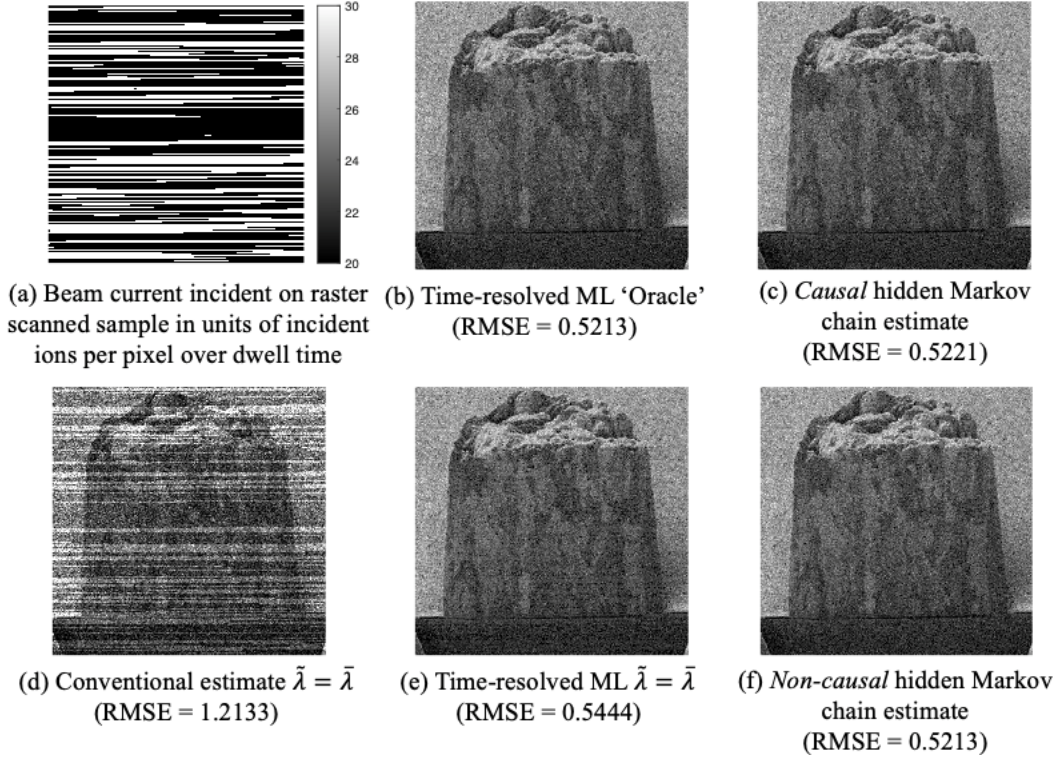 30
28
26
24
22
20
(a) Beam current incident on raster
scanned sample in units of incident
ions per pixel over dwell time
(b) Time-resolved ML ‘Oracle’
(RMSE = 0.5213)
(c) Causal hidden Markov
chain estimate
(RMSE = 0.5221)
(d) Conventional estimate λ̃ = λ̄
(RMSE = 1.2133)
(e) Time-resolved ML λ̃ = λ̄
(RMSE = 0.5444)
(f) Non-causal hidden Markov
chain estimate
(RMSE = 0.5213)